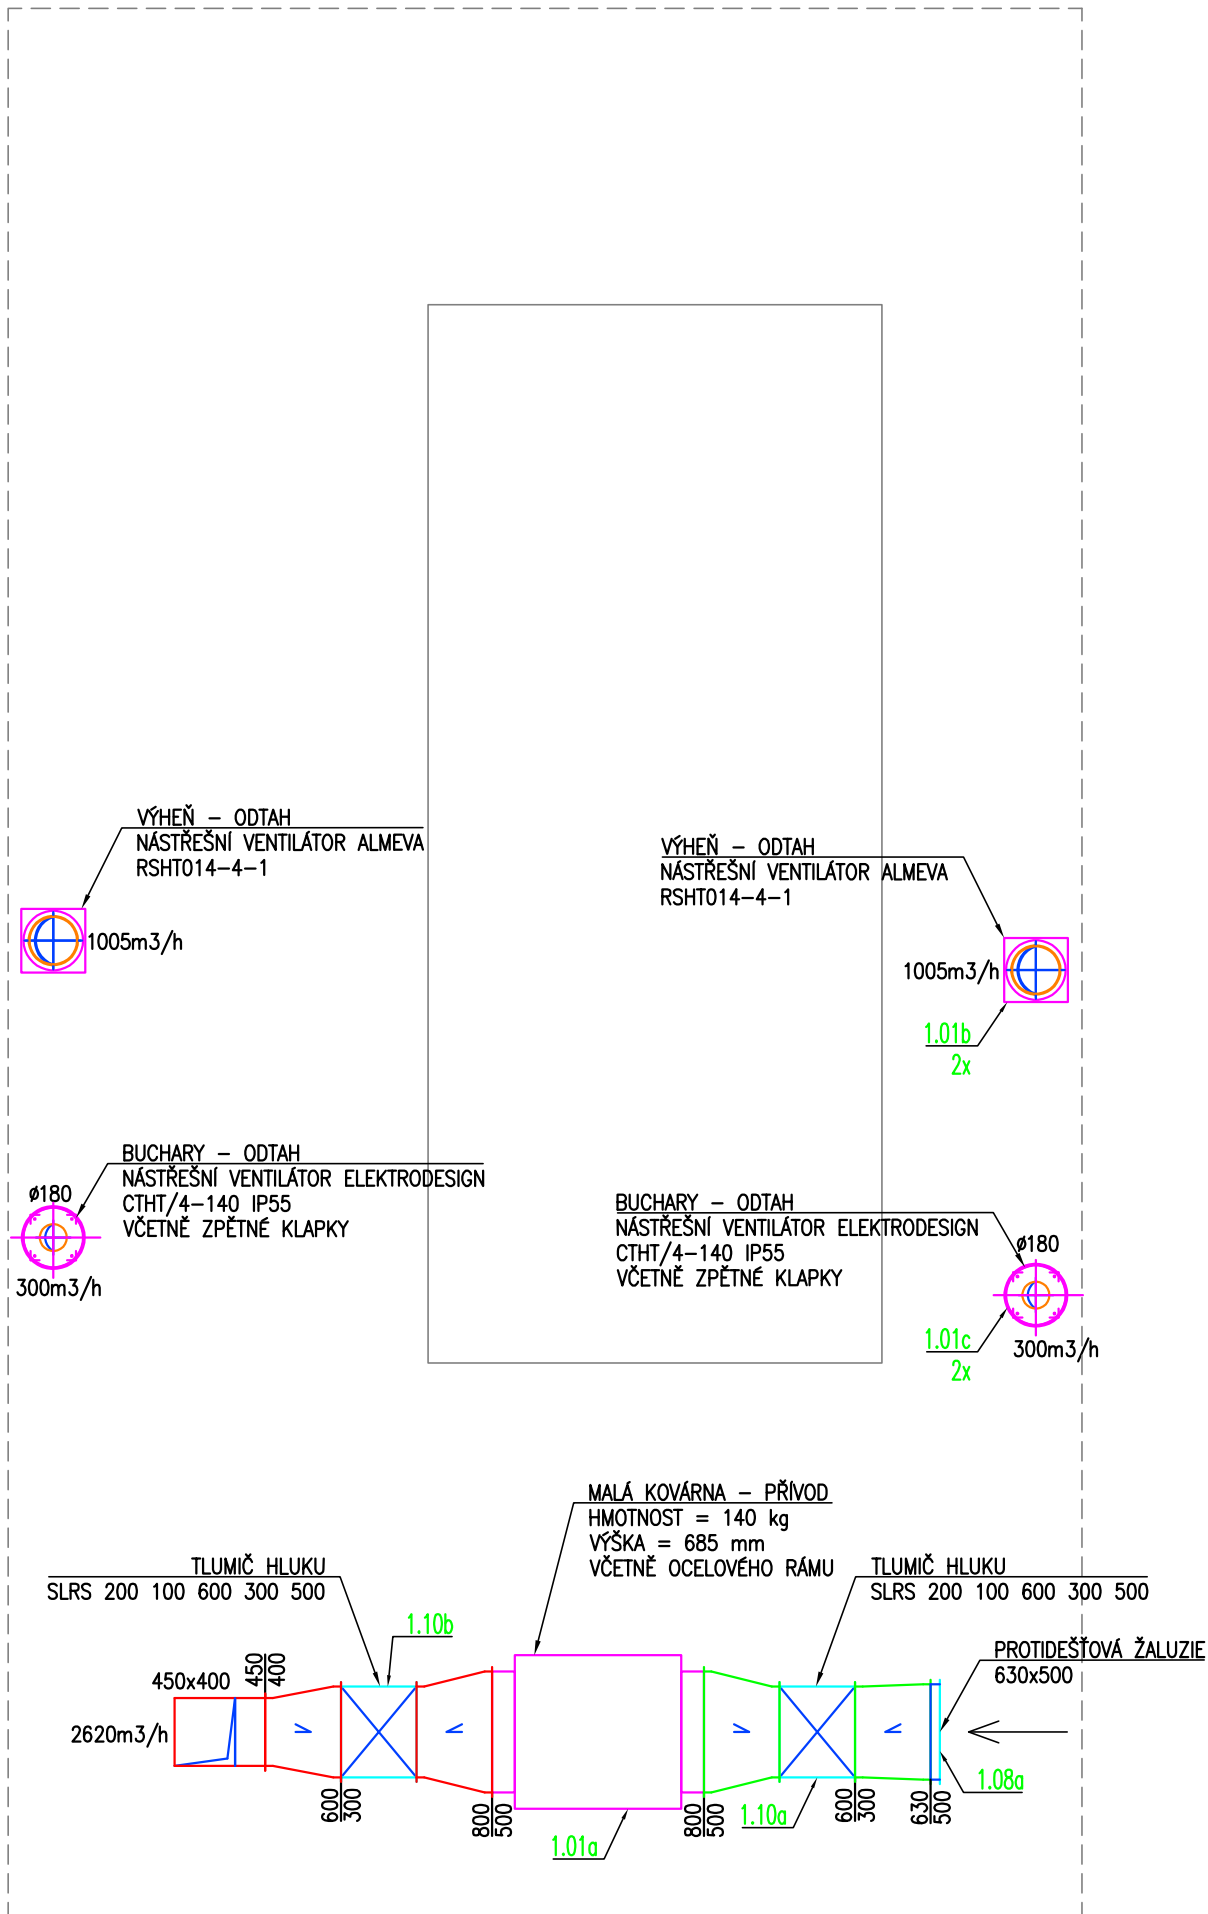 VÝHEŇ – ODTAH
NÁSTŘEŠNÍ VENTILÁTOR ALMEVA
RSHT014–4–1
1005m3/h
VÝHEŇ – ODTAH
NÁSTŘEŠNÍ VENTILÁTOR ALMEVA
RSHT014–4–1
1005m3/h
1.01b
2x
BUCHARY – ODTAH
NÁSTŘEŠNÍ VENTILÁTOR ELEKTRODESIGN
CTHT/4–140 IP55
VČETNĚ ZPĚTNÉ KLAPKY
ø180
300m3/h
BUCHARY – ODTAH
NÁSTŘEŠNÍ VENTILÁTOR ELEKTRODESIGN
CTHT/4–140 IP55
VČETNĚ ZPĚTNÉ KLAPKY
ø180
1.01c
2x
300m3/h
MALÁ KOVÁRNA – PŘÍVOD
HMOTNOST = 140 kg
VÝŠKA = 685 mm
VČETNĚ OCELOVÉHO RÁMU
TLUMIČ HLUKU
SLRS 200 100 600 300 500
TLUMIČ HLUKU
SLRS 200 100 600 300 500
1.10b
PROTIDEŠŤOVÁ ŽALUZIE
630x500
450x400
450
400
2620m3/h
600
300
800
500
1.01a
800
500
1.10a
600
300
630
500
1.08a